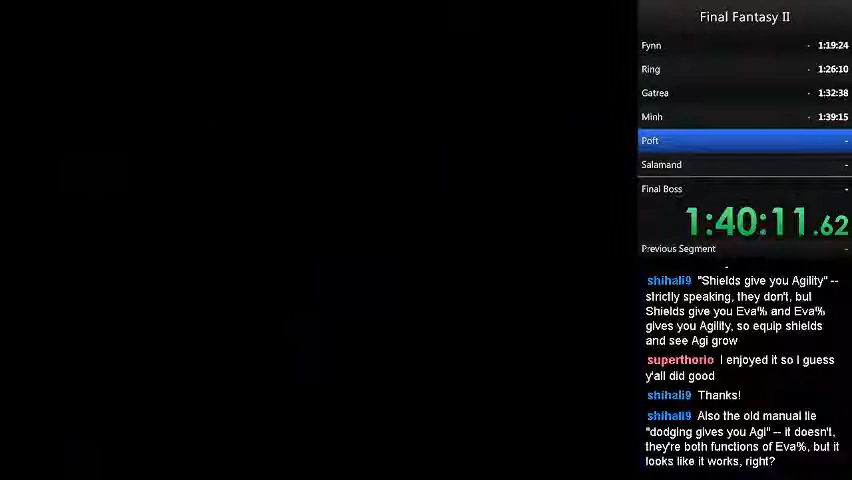 Final Fantasy II
Fynn - 1:19:24
Ring - 1:26:10
Gatrea - 1:32:38
Minh - 1:39:15
Poft -
Salamand -
Final Boss -
1:40:11.62
Previous Segment -
-
shihali9 "Shields give you Agility" --
strictly speaking, they don't, but
Shields give you Eva% and Eva%
gives you Agility, so equip shields
and see Agi grow
superthorio I enjoyed it so I guess
y'all did good
shihali9 Thanks!
shihali9 Also the old manual lie
"dodging gives you Agi" -- it doesn't,
they're both functions of Eva%, but it
looks like it works, right?